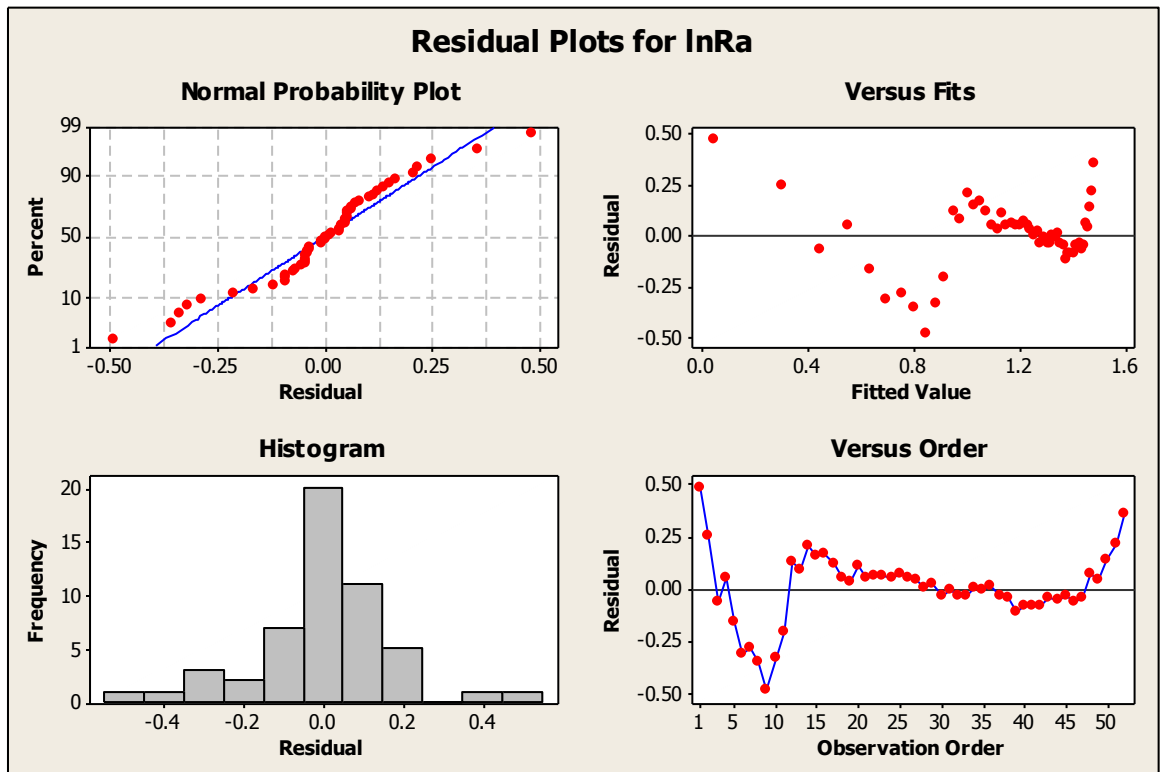 Residual Plots for lnRa
Normal Probability Plot
99
90
50
10
1
Percent
-0.50 -0.25 0.00 0.25 0.50
Residual
Versus Fits
0.50
0.25
0.00
-0.25
-0.50
Residual
0.0 0.4 0.8 1.2 1.6
Fitted Value
Histogram
20
15
10
5
0
Frequency
-0.4 -0.2 0.0 0.2 0.4
Residual
Versus Order
0.50
0.25
0.00
-0.25
-0.50
Residual
1 5 10 15 20 25 30 35 40 45 50
Observation Order